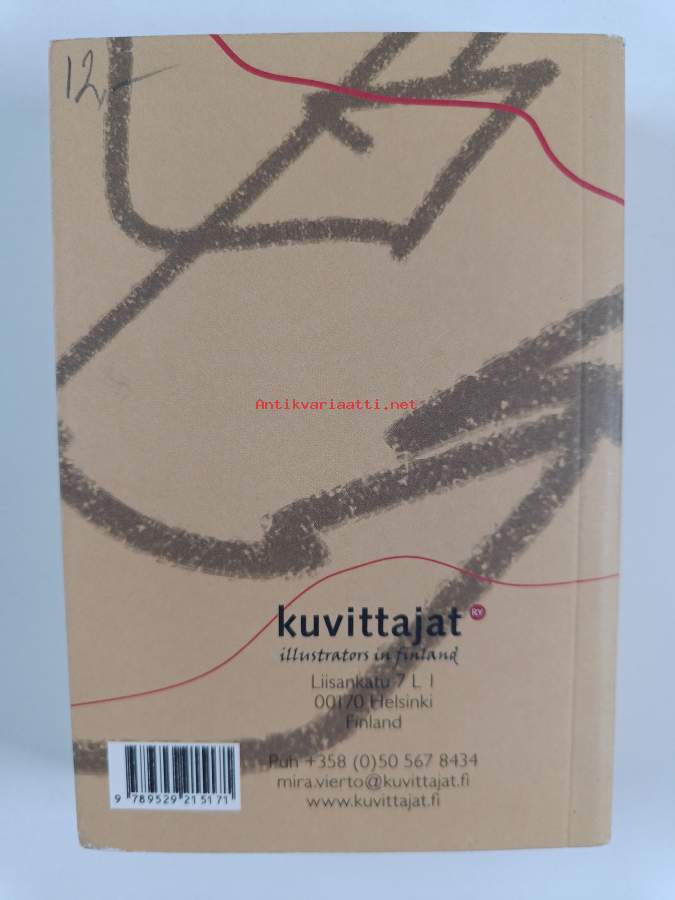 12,-
Antikvariaatti.net
kuvittajat RY
illustrators in finland
Liisankatu 7 L 1
00170 Helsinki
Finland
Puh +358 (0)50 567 8434
mira.vierto@kuvittajat.fi
www.kuvittajat.fi
9 789529 215171